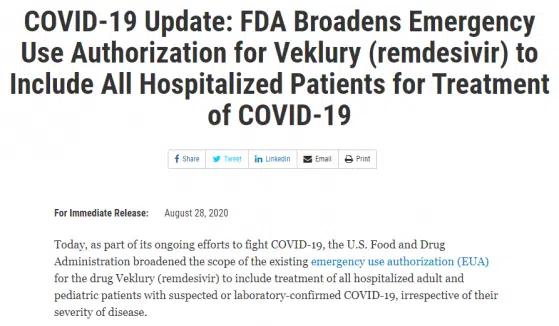 COVID-19 Update: FDA Broadens Emergency
Use Authorization for Veklury (remdesivir) to
Include All Hospitalized Patients for Treatment
of COVID-19
Share Tweet Linkedin Email Print
For Immediate Release: August 28, 2020
Today, as part of its ongoing efforts to fight COVID-19, the U.S. Food and Drug
Administration broadened the scope of the existing emergency use authorization (EUA)
for the drug Veklury (remdesivir) to include treatment of all hospitalized adult and
pediatric patients with suspected or laboratory-confirmed COVID-19, irrespective of their
severity of disease.